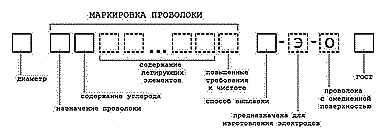 МАРКИРОВКА ПРОВОЛОКИ
... - Э - О
диаметр
назначение проволоки
содержание углерода
содержание
легирующих
элементов
повышенные
требования
к чистоте
способ выплавки
предназначена для
изготовления электродов
проволока
с омедненной
поверхностью
ГОСТ